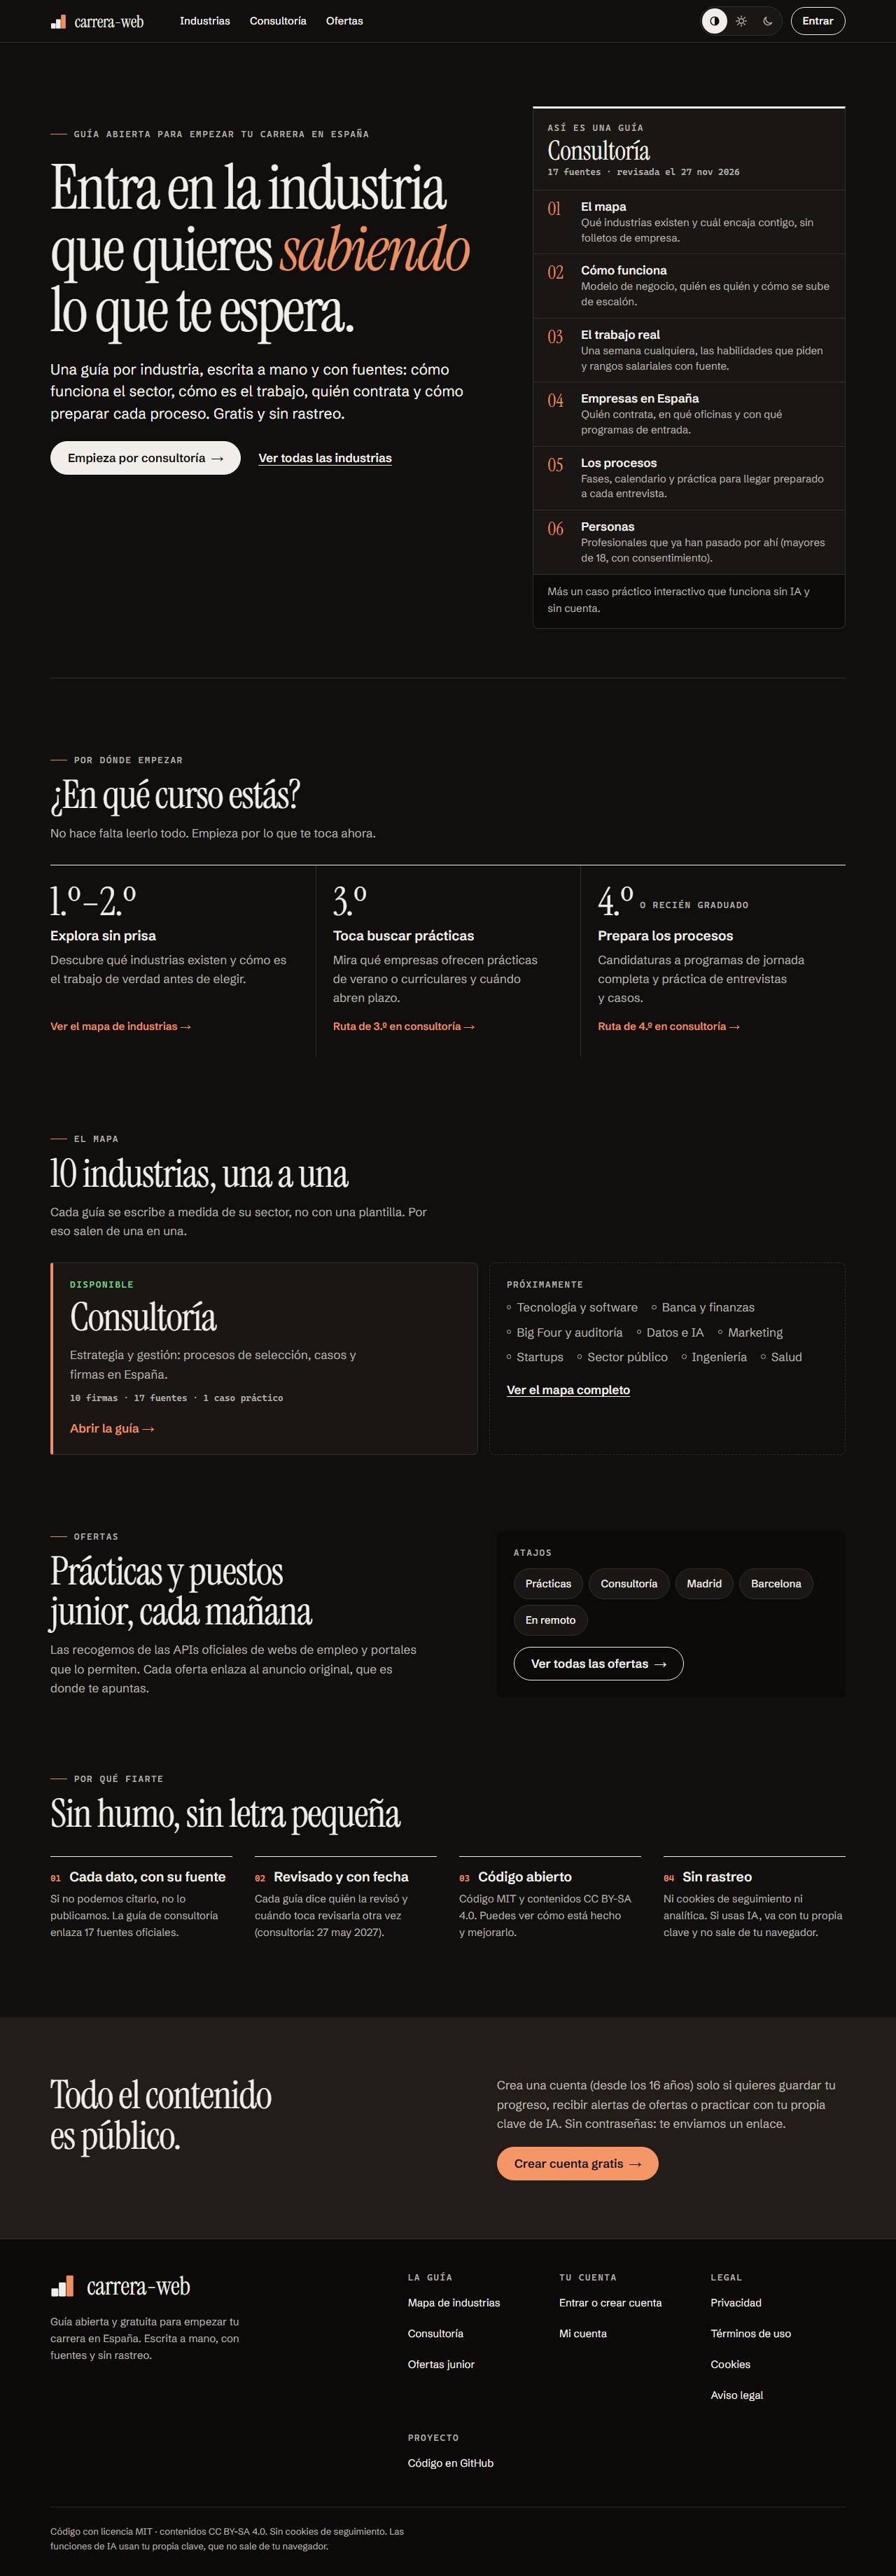 carrera-web
Industrias
Consultoría
Ofertas
Entrar
GUÍA ABIERTA PARA EMPEZAR TU CARRERA EN ESPAÑA
Entra en la industria
que quieres sabiendo
lo que te espera.
Una guía por industria, escrita a mano y con fuentes: cómo
funciona el sector, cómo es el trabajo, quién contrata y cómo
preparar cada proceso. Gratis y sin rastreo.
Empieza por consultoría →
Ver todas las industrias
ASÍ ES UNA GUÍA
Consultoría
17 fuentes · revisada el 27 nov 2026
01 El mapa
Qué industrias existen y cuál encaja contigo, sin
folletos de empresa.
02 Cómo funciona
Modelo de negocio, quién es quién y cómo se sube
de escalón.
03 El trabajo real
Una semana cualquiera, las habilidades que piden
y rangos salariales con fuente.
04 Empresas en España
Quién contrata, en qué oficinas y con qué
programas de entrada.
05 Los procesos
Fases, calendario y práctica para llegar preparado
a cada entrevista.
06 Personas
Profesionales que ya han pasado por ahí (mayores
de 18, con consentimiento).
Más un caso práctico interactivo que funciona sin IA y
sin cuenta.
POR DÓNDE EMPEZAR
¿En qué curso estás?
No hace falta leerlo todo. Empieza por lo que te toca ahora.
1.º–2.º
Explora sin prisa
Descubre qué industrias existen y cómo es
el trabajo de verdad antes de elegir.
Ver el mapa de industrias →
3.º
Toca buscar prácticas
Mira qué empresas ofrecen prácticas
de verano o curriculares y cuándo
abren plazo.
Ruta de 3.º en consultoría →
4.º O RECIÉN GRADUADO
Prepara los procesos
Candidaturas a programas de jornada
completa y práctica de entrevistas
y casos.
Ruta de 4.º en consultoría →
EL MAPA
10 industrias, una a una
Cada guía se escribe a medida de su sector, no con una plantilla. Por
eso salen de una en una.
DISPONIBLE
Consultoría
Estrategia y gestión: procesos de selección, casos y
firmas en España.
10 firmas · 17 fuentes · 1 caso práctico
Abrir la guía →
PRÓXIMAMENTE
Tecnología y software
Banca y finanzas
Big Four y auditoría
Datos e IA
Marketing
Startups
Sector público
Ingeniería
Salud
Ver el mapa completo
OFERTAS
Prácticas y puestos
junior, cada mañana
Las recogemos de las APIs oficiales de webs de empleo y portales
que lo permiten. Cada oferta enlaza al anuncio original, que es
donde te apuntas.
ATAJOS
Prácticas
Consultoría
Madrid
Barcelona
En remoto
Ver todas las ofertas →
POR QUÉ FIARTE
Sin humo, sin letra pequeña
01 Cada dato, con su fuente
Si no podemos citarlo, no lo
publicamos. La guía de consultoría
enlaza 17 fuentes oficiales.
02 Revisado y con fecha
Cada guía dice quién la revisó y
cuándo toca revisarla otra vez
(consultoría: 27 may 2027).
03 Código abierto
Código MIT y contenidos CC BY-SA
4.0. Puedes ver cómo está hecho
y mejorarlo.
04 Sin rastreo
Ni cookies de seguimiento ni
analítica. Si usas IA, va con tu propia
clave y no sale de tu navegador.
Todo el contenido
es público.
Crea una cuenta (desde los 16 años) solo si quieres guardar tu
progreso, recibir alertas de ofertas o practicar con tu propia
clave de IA. Sin contraseñas: te enviamos un enlace.
Crear cuenta gratis →
carrera-web
Guía abierta y gratuita para empezar tu
carrera en España. Escrita a mano, con
fuentes y sin rastreo.
LA GUÍA
Mapa de industrias
Consultoría
Ofertas junior
TU CUENTA
Entrar o crear cuenta
Mi cuenta
LEGAL
Privacidad
Términos de uso
Cookies
Aviso legal
PROYECTO
Código en GitHub
Código con licencia MIT · contenidos CC BY-SA 4.0. Sin cookies de seguimiento. Las
funciones de IA usan tu propia clave, que no sale de tu navegador.